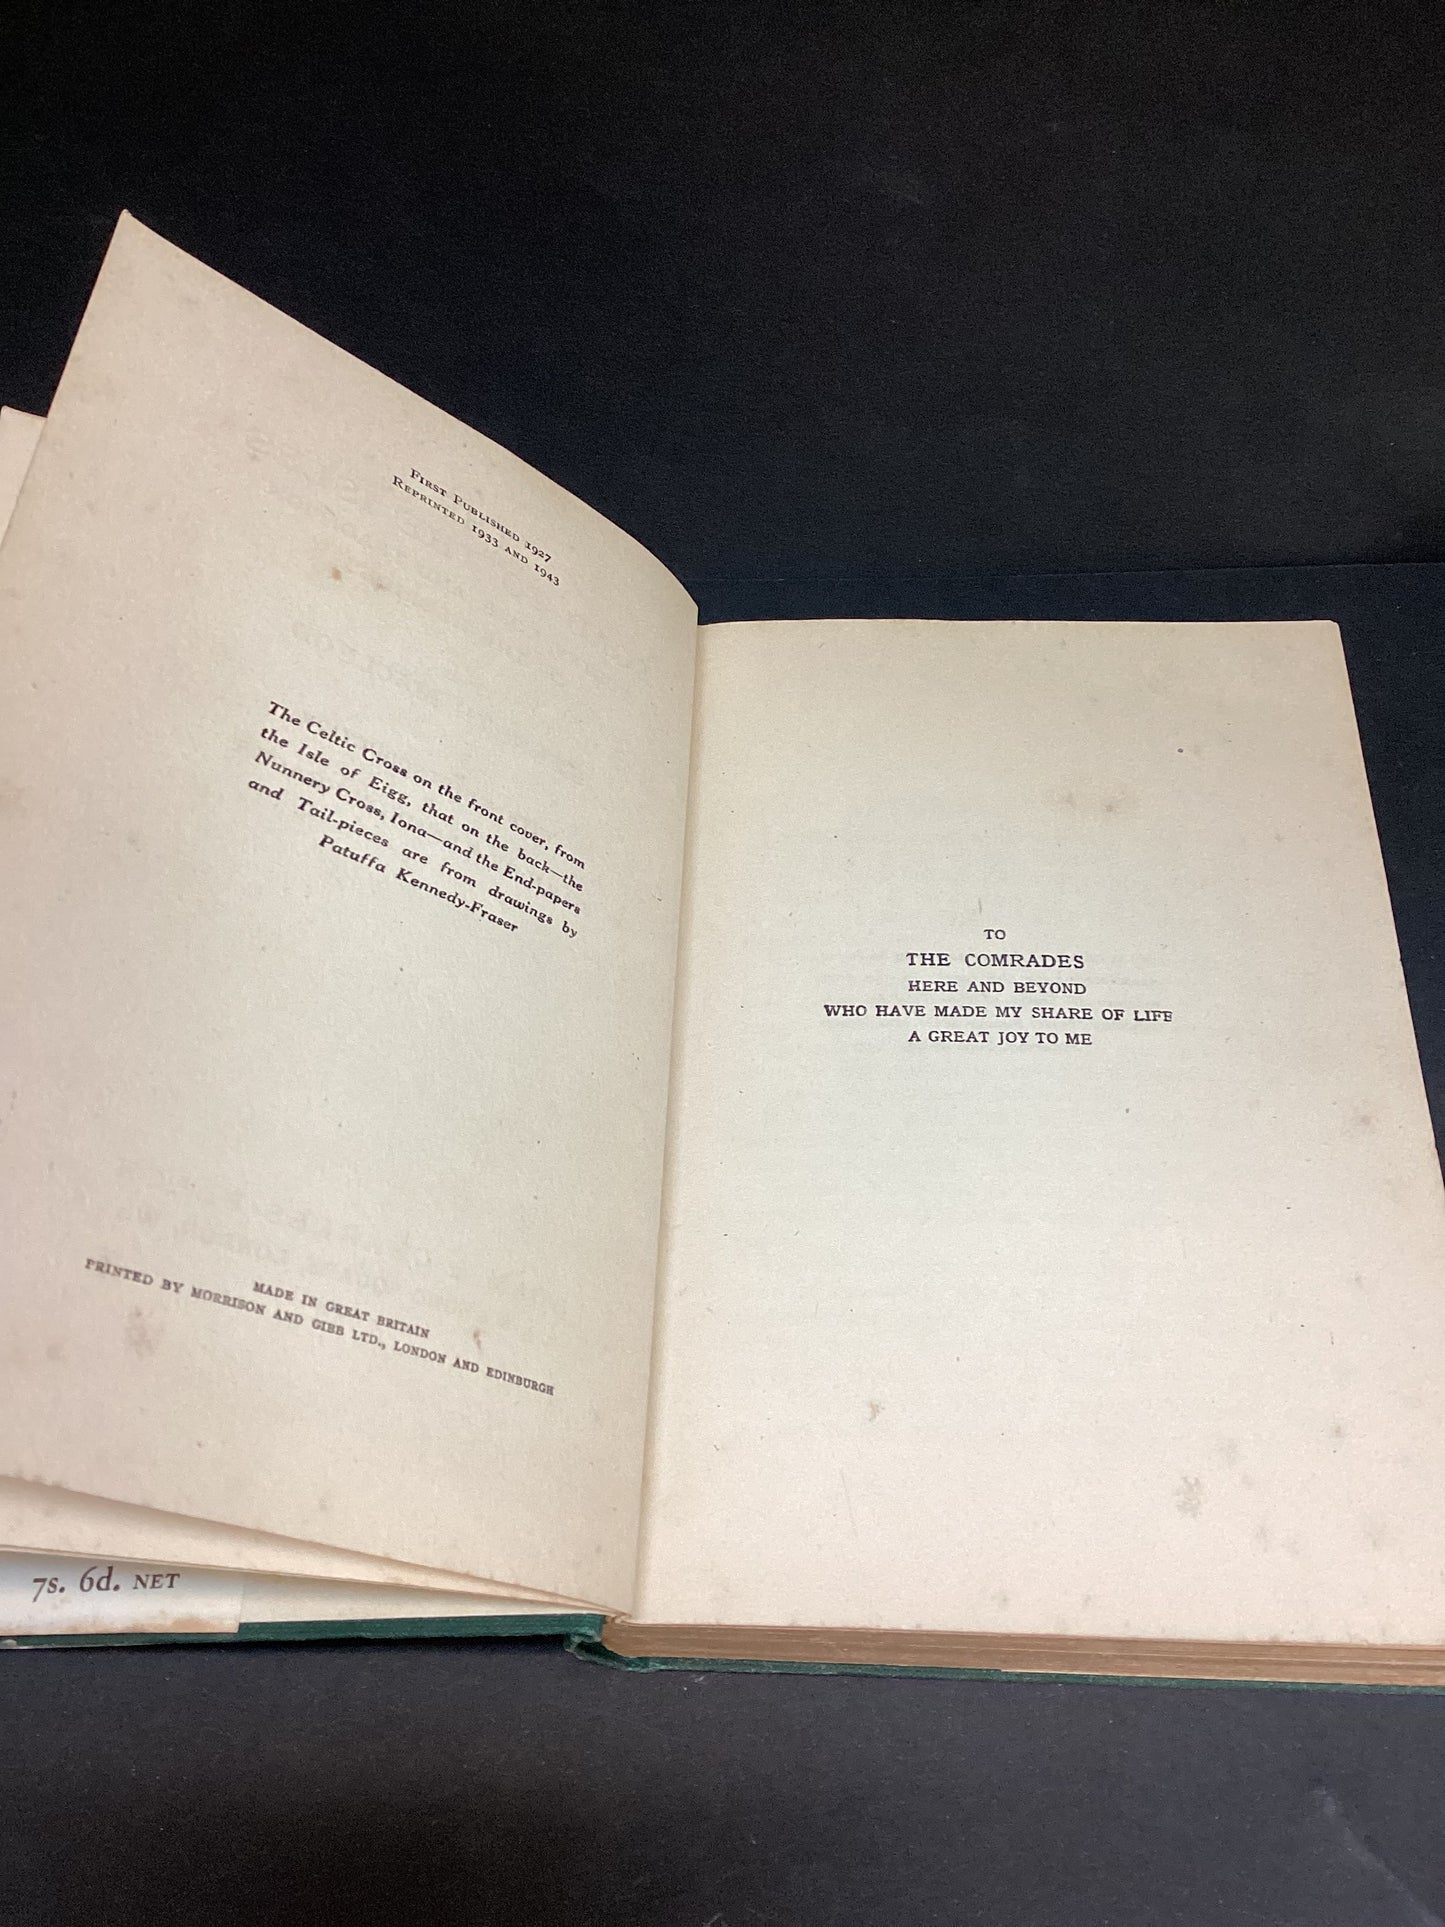 First Published 1927
Reprinted 1933 and 1943
The Celtic Cross on the front cover, from
the Isle of Eigg, that on the back—the
Nunnery Cross, Iona—and the End-papers
and Tail-pieces are from drawings by
Patuffa Kennedy-Fraser
MADE IN GREAT BRITAIN
PRINTED BY MORRISON AND GIBB LTD., LONDON AND EDINBURGH
7s. 6d. NET
TO
THE COMRADES
HERE AND BEYOND
WHO HAVE MADE MY SHARE OF LIFE
A GREAT JOY TO ME